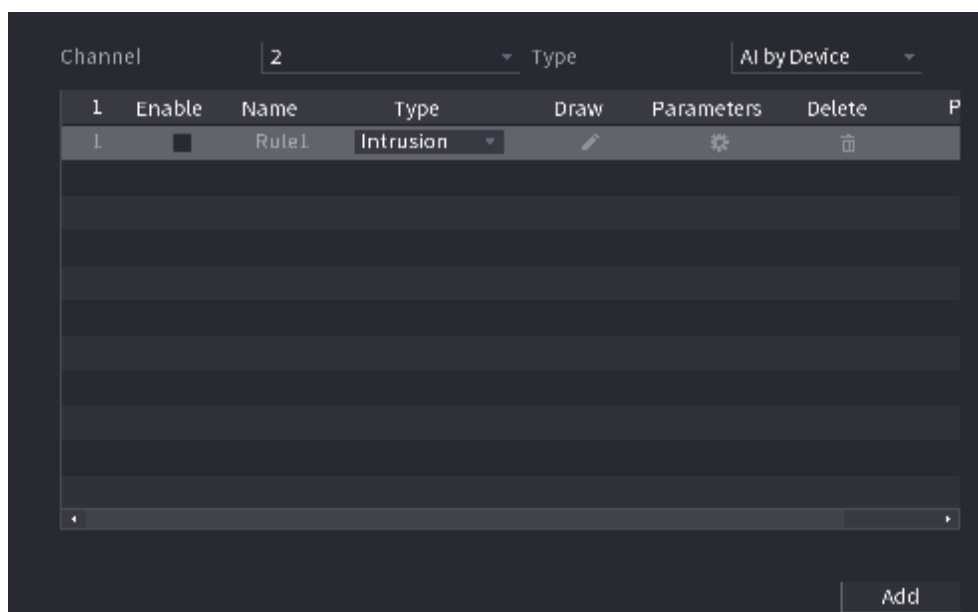 Channel 2 Type AI by Device
1 Enable Name Type Draw Parameters Delete P
1 Rule1 Intrusion
Add